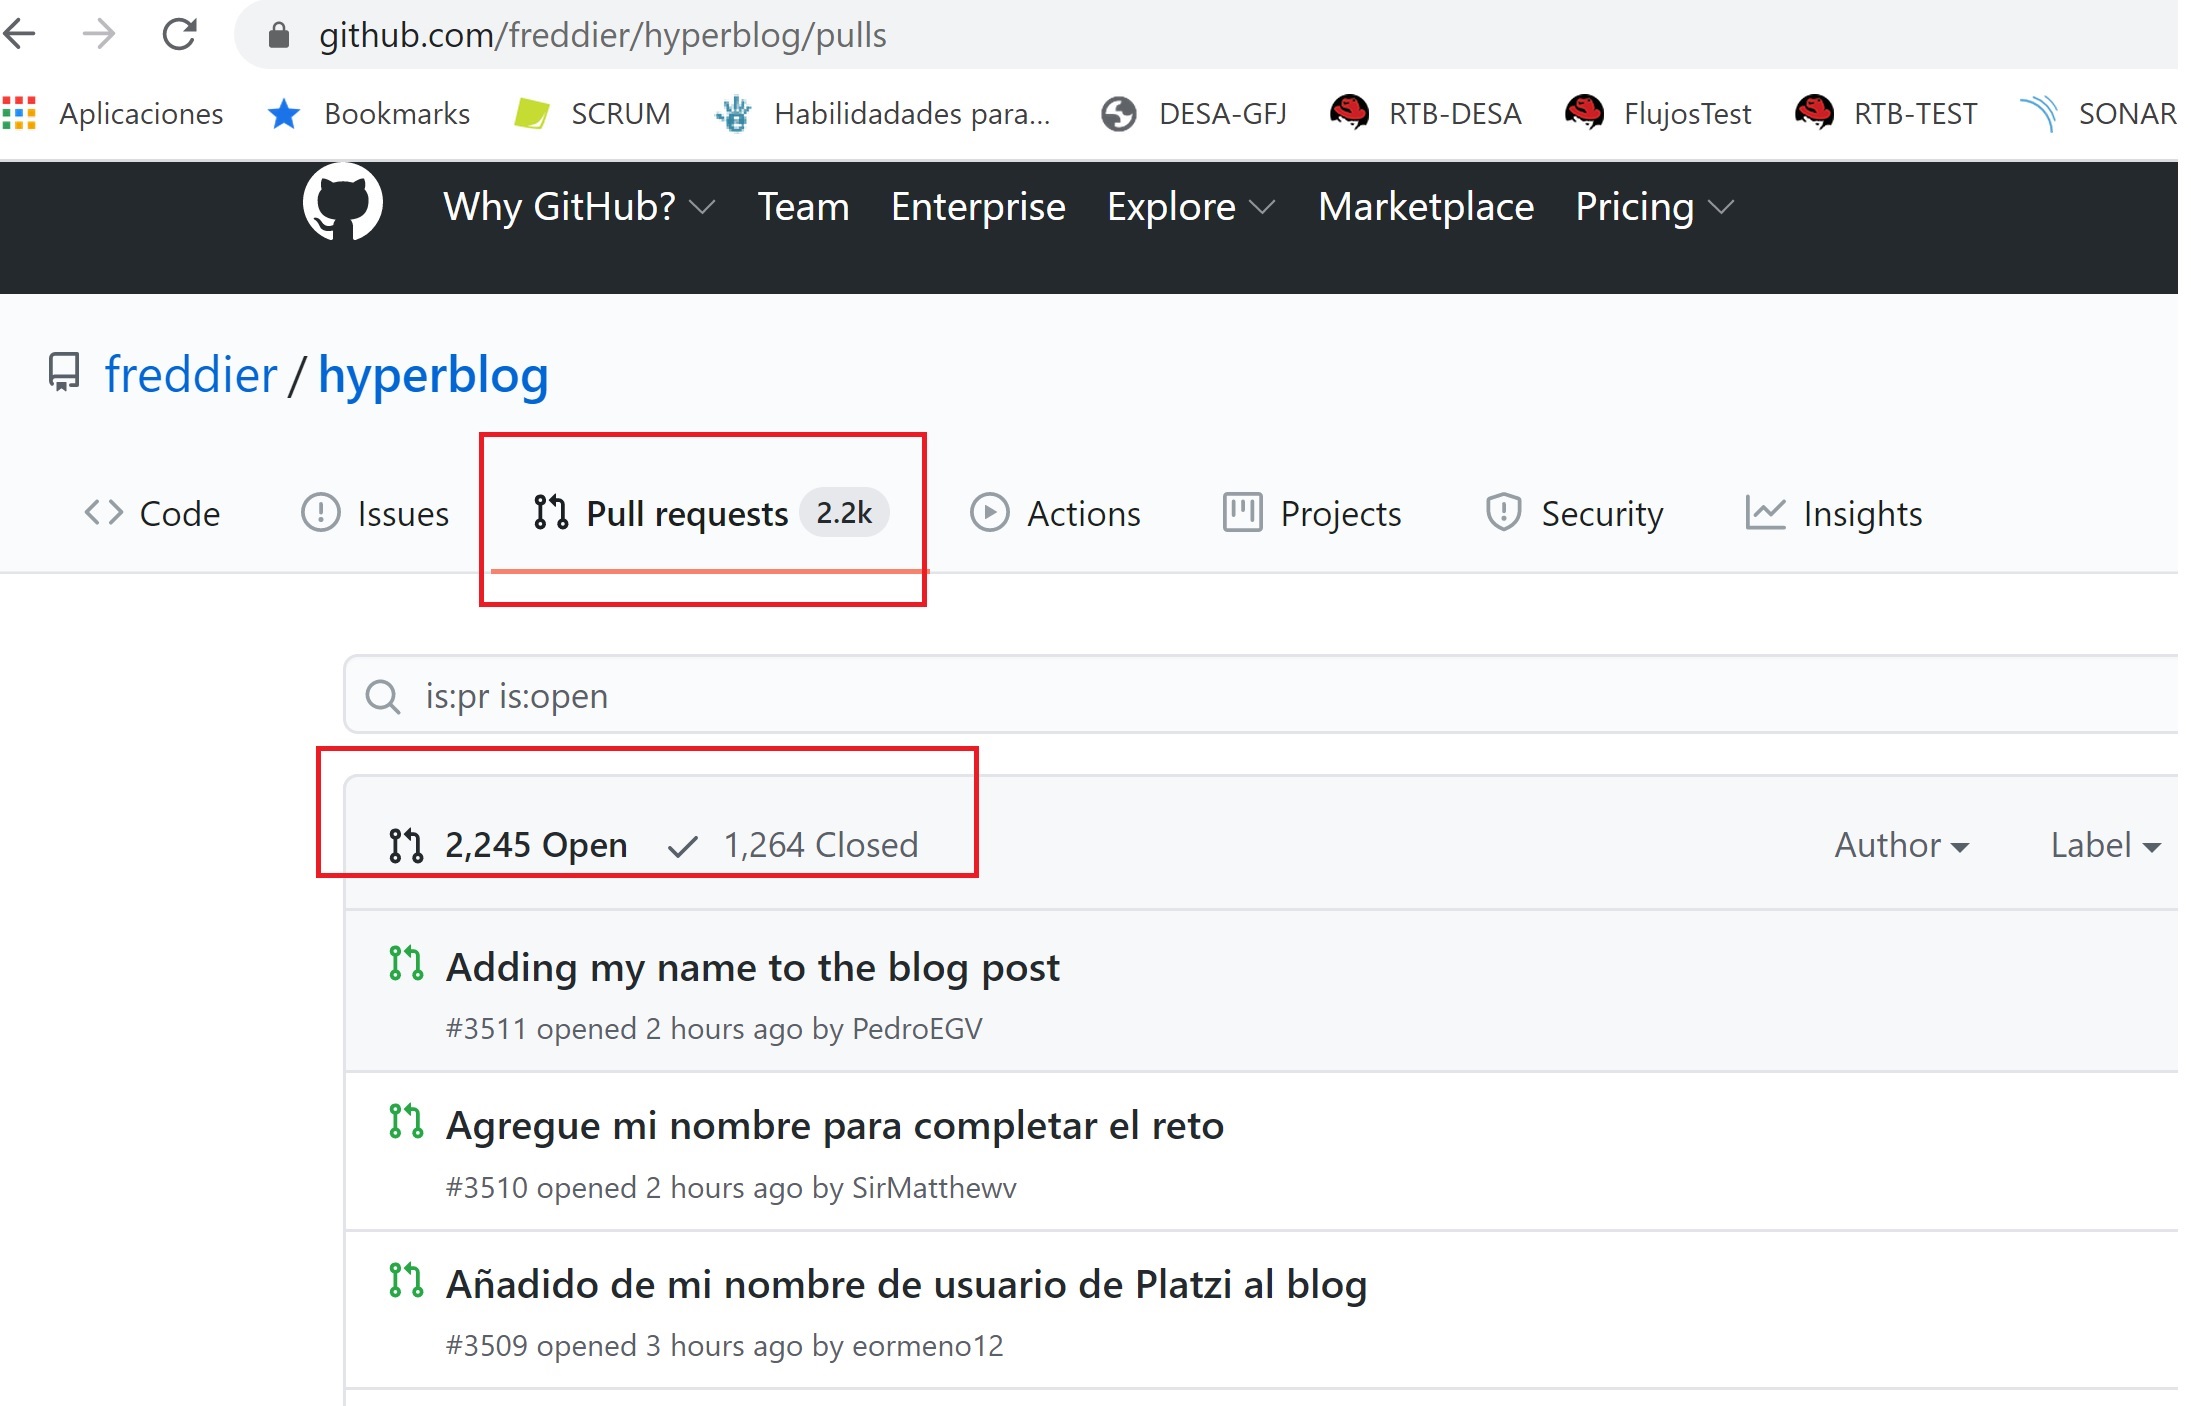 github.com/freddier/hyperblog/pulls
Aplicaciones Bookmarks SCRUM Habilidadades para... DESA-GFJ RTB-DESA FlujosTest RTB-TEST SONAR
Why GitHub? Team Enterprise Explore Marketplace Pricing
freddier / hyperblog
Code Issues Pull requests 2.2k Actions Projects Security Insights
is:pr is:open
2,245 Open 1,264 Closed Author Label
Adding my name to the blog post
#3511 opened 2 hours ago by PedroEGV
Agregue mi nombre para completar el reto
#3510 opened 2 hours ago by SirMatthewv
Añadido de mi nombre de usuario de Platzi al blog
#3509 opened 3 hours ago by eormeno12